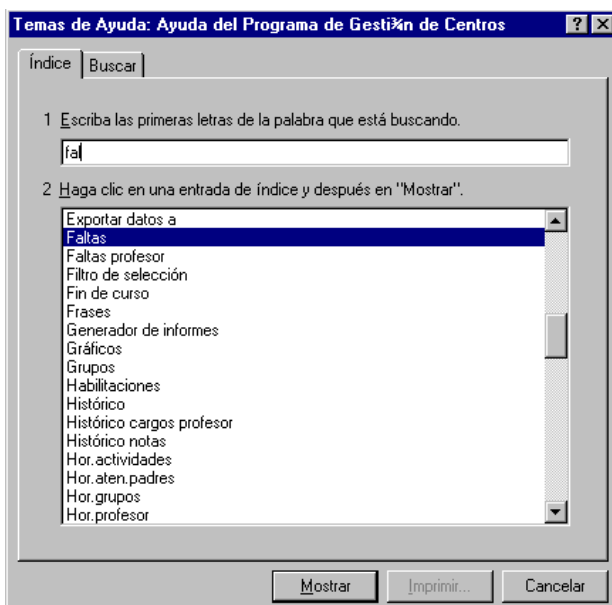 Temas de Ayuda: Ayuda del Programa de Gesti¾n de Centros
Índice Buscar
1 Escriba las primeras letras de la palabra que está buscando.
fal
2 Haga clic en una entrada de índice y después en "Mostrar".
Exportar datos a
Faltas
Faltas profesor
Filtro de selección
Fin de curso
Frases
Generador de informes
Gráficos
Grupos
Habilitaciones
Histórico
Histórico cargos profesor
Histórico notas
Hor.actividades
Hor.aten.padres
Hor.grupos
Hor.profesor
Mostrar Imprimir... Cancelar